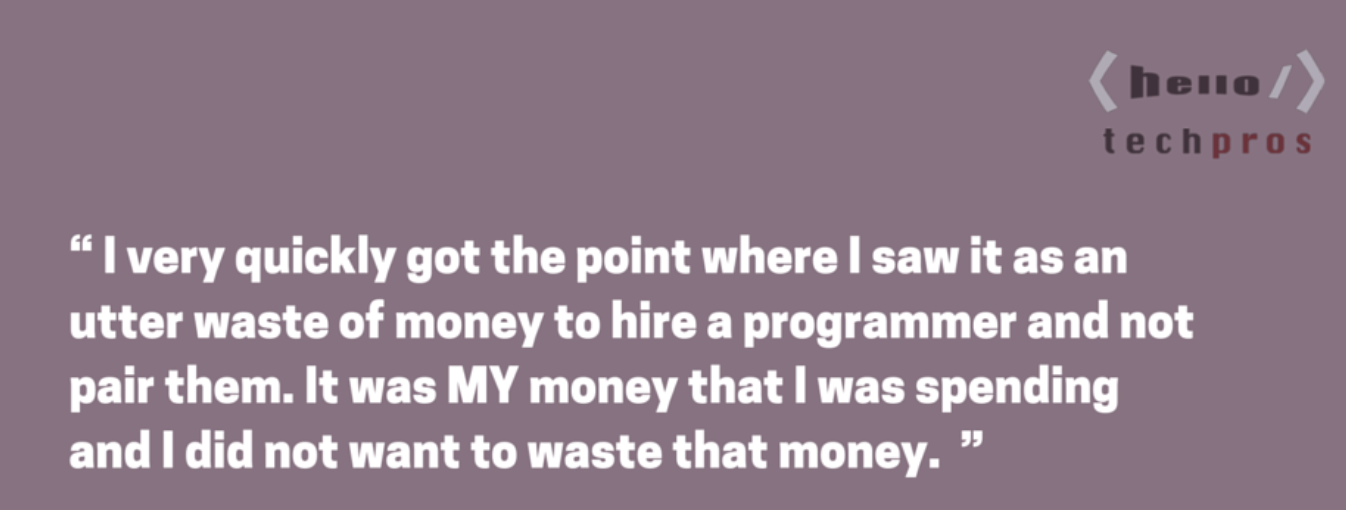 <hello/>
techpros
“ I very quickly got the point where I saw it as an
utter waste of money to hire a programmer and not
pair them. It was MY money that I was spending
and I did not want to waste that money. ”